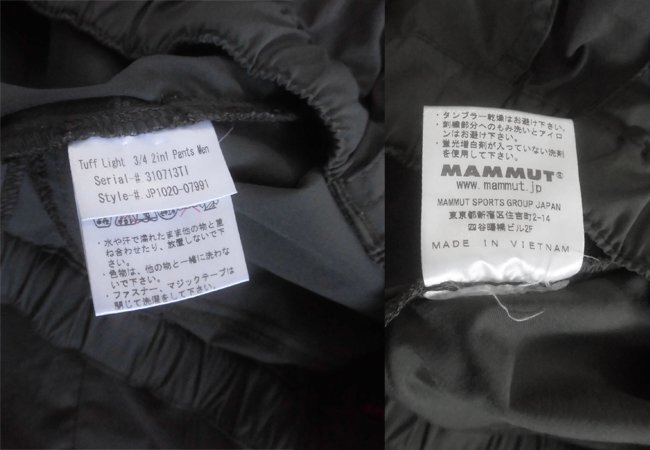 Tuff Light 3/4 2in1 Pants Men
Serial-# 310713TI
Style-# JP1020-07991
・水や汗で濡れたまま他の物と重
ね合わせたり、放置しないで下
さい。
・色物は、他の物と一緒に洗わな
いで下さい。
・ファスナー、マジックテープは
閉じて洗濯をして下さい。
・タンブラー乾燥はお避け下さい。
・刺繍部分へのもみ洗いとアイロ
ンはお避け下さい。
・蛍光増白剤が入っていない洗剤
を使用して下さい。
MAMMUT®
www.mammut.jp
MAMMUT SPORTS GROUP JAPAN
東京都新宿区住吉町2-14
四谷曙橋ビル2F
MADE IN VIETNAM